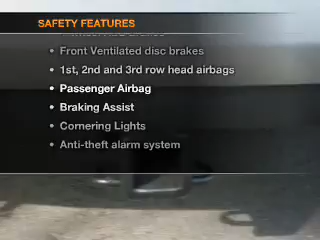 SAFETY FEATURES
• Front Ventilated disc brakes
• 1st, 2nd and 3rd row head airbags
• Passenger Airbag
• Braking Assist
• Cornering Lights
• Anti-theft alarm system